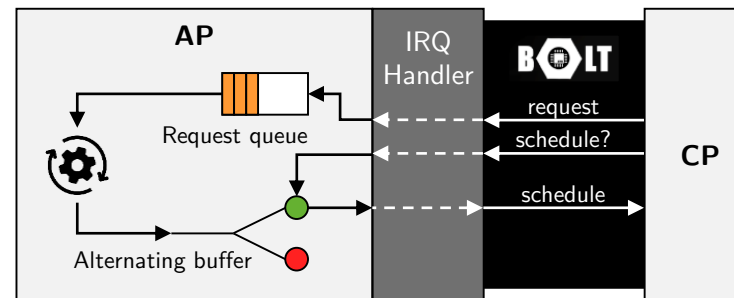 AP
IRQ
Handler
BOLT
request
Request queue
schedule?
CP
schedule
Alternating buffer